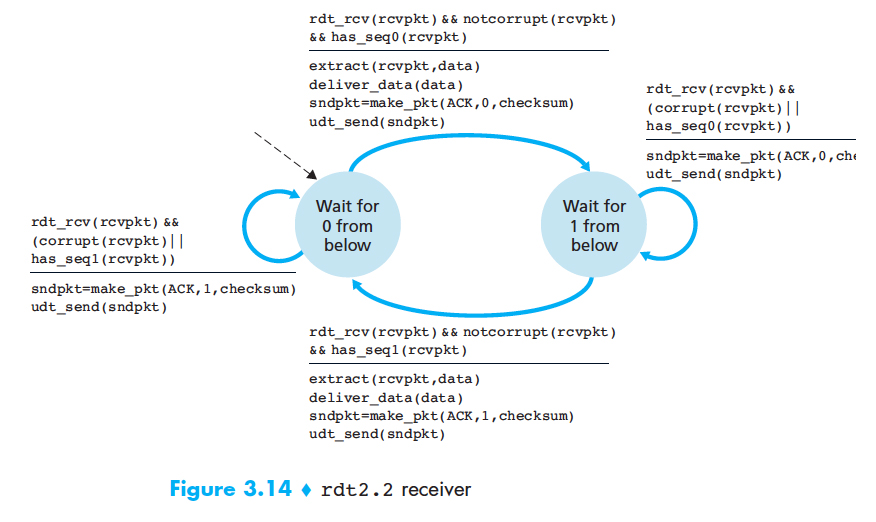 rdt_rcv(rcvpkt) && notcorrupt(rcvpkt)
&& has_seq0(rcvpkt)
extract(rcvpkt,data)
deliver_data(data)
sndpkt=make_pkt(ACK,0,checksum)
udt_send(sndpkt)
rdt_rcv(rcvpkt) &&
(corrupt(rcvpkt)||
has_seq0(rcvpkt))
sndpkt=make_pkt(ACK,0,che
udt_send(sndpkt)
Wait for
0 from
below
Wait for
1 from
below
rdt_rcv(rcvpkt) &&
(corrupt(rcvpkt)||
has_seq1(rcvpkt))
sndpkt=make_pkt(ACK,1,checksum)
udt_send(sndpkt)
rdt_rcv(rcvpkt) && notcorrupt(rcvpkt)
&& has_seq1(rcvpkt)
extract(rcvpkt,data)
deliver_data(data)
sndpkt=make_pkt(ACK,1,checksum)
udt_send(sndpkt)
Figure 3.14 ♦ rdt2.2 receiver